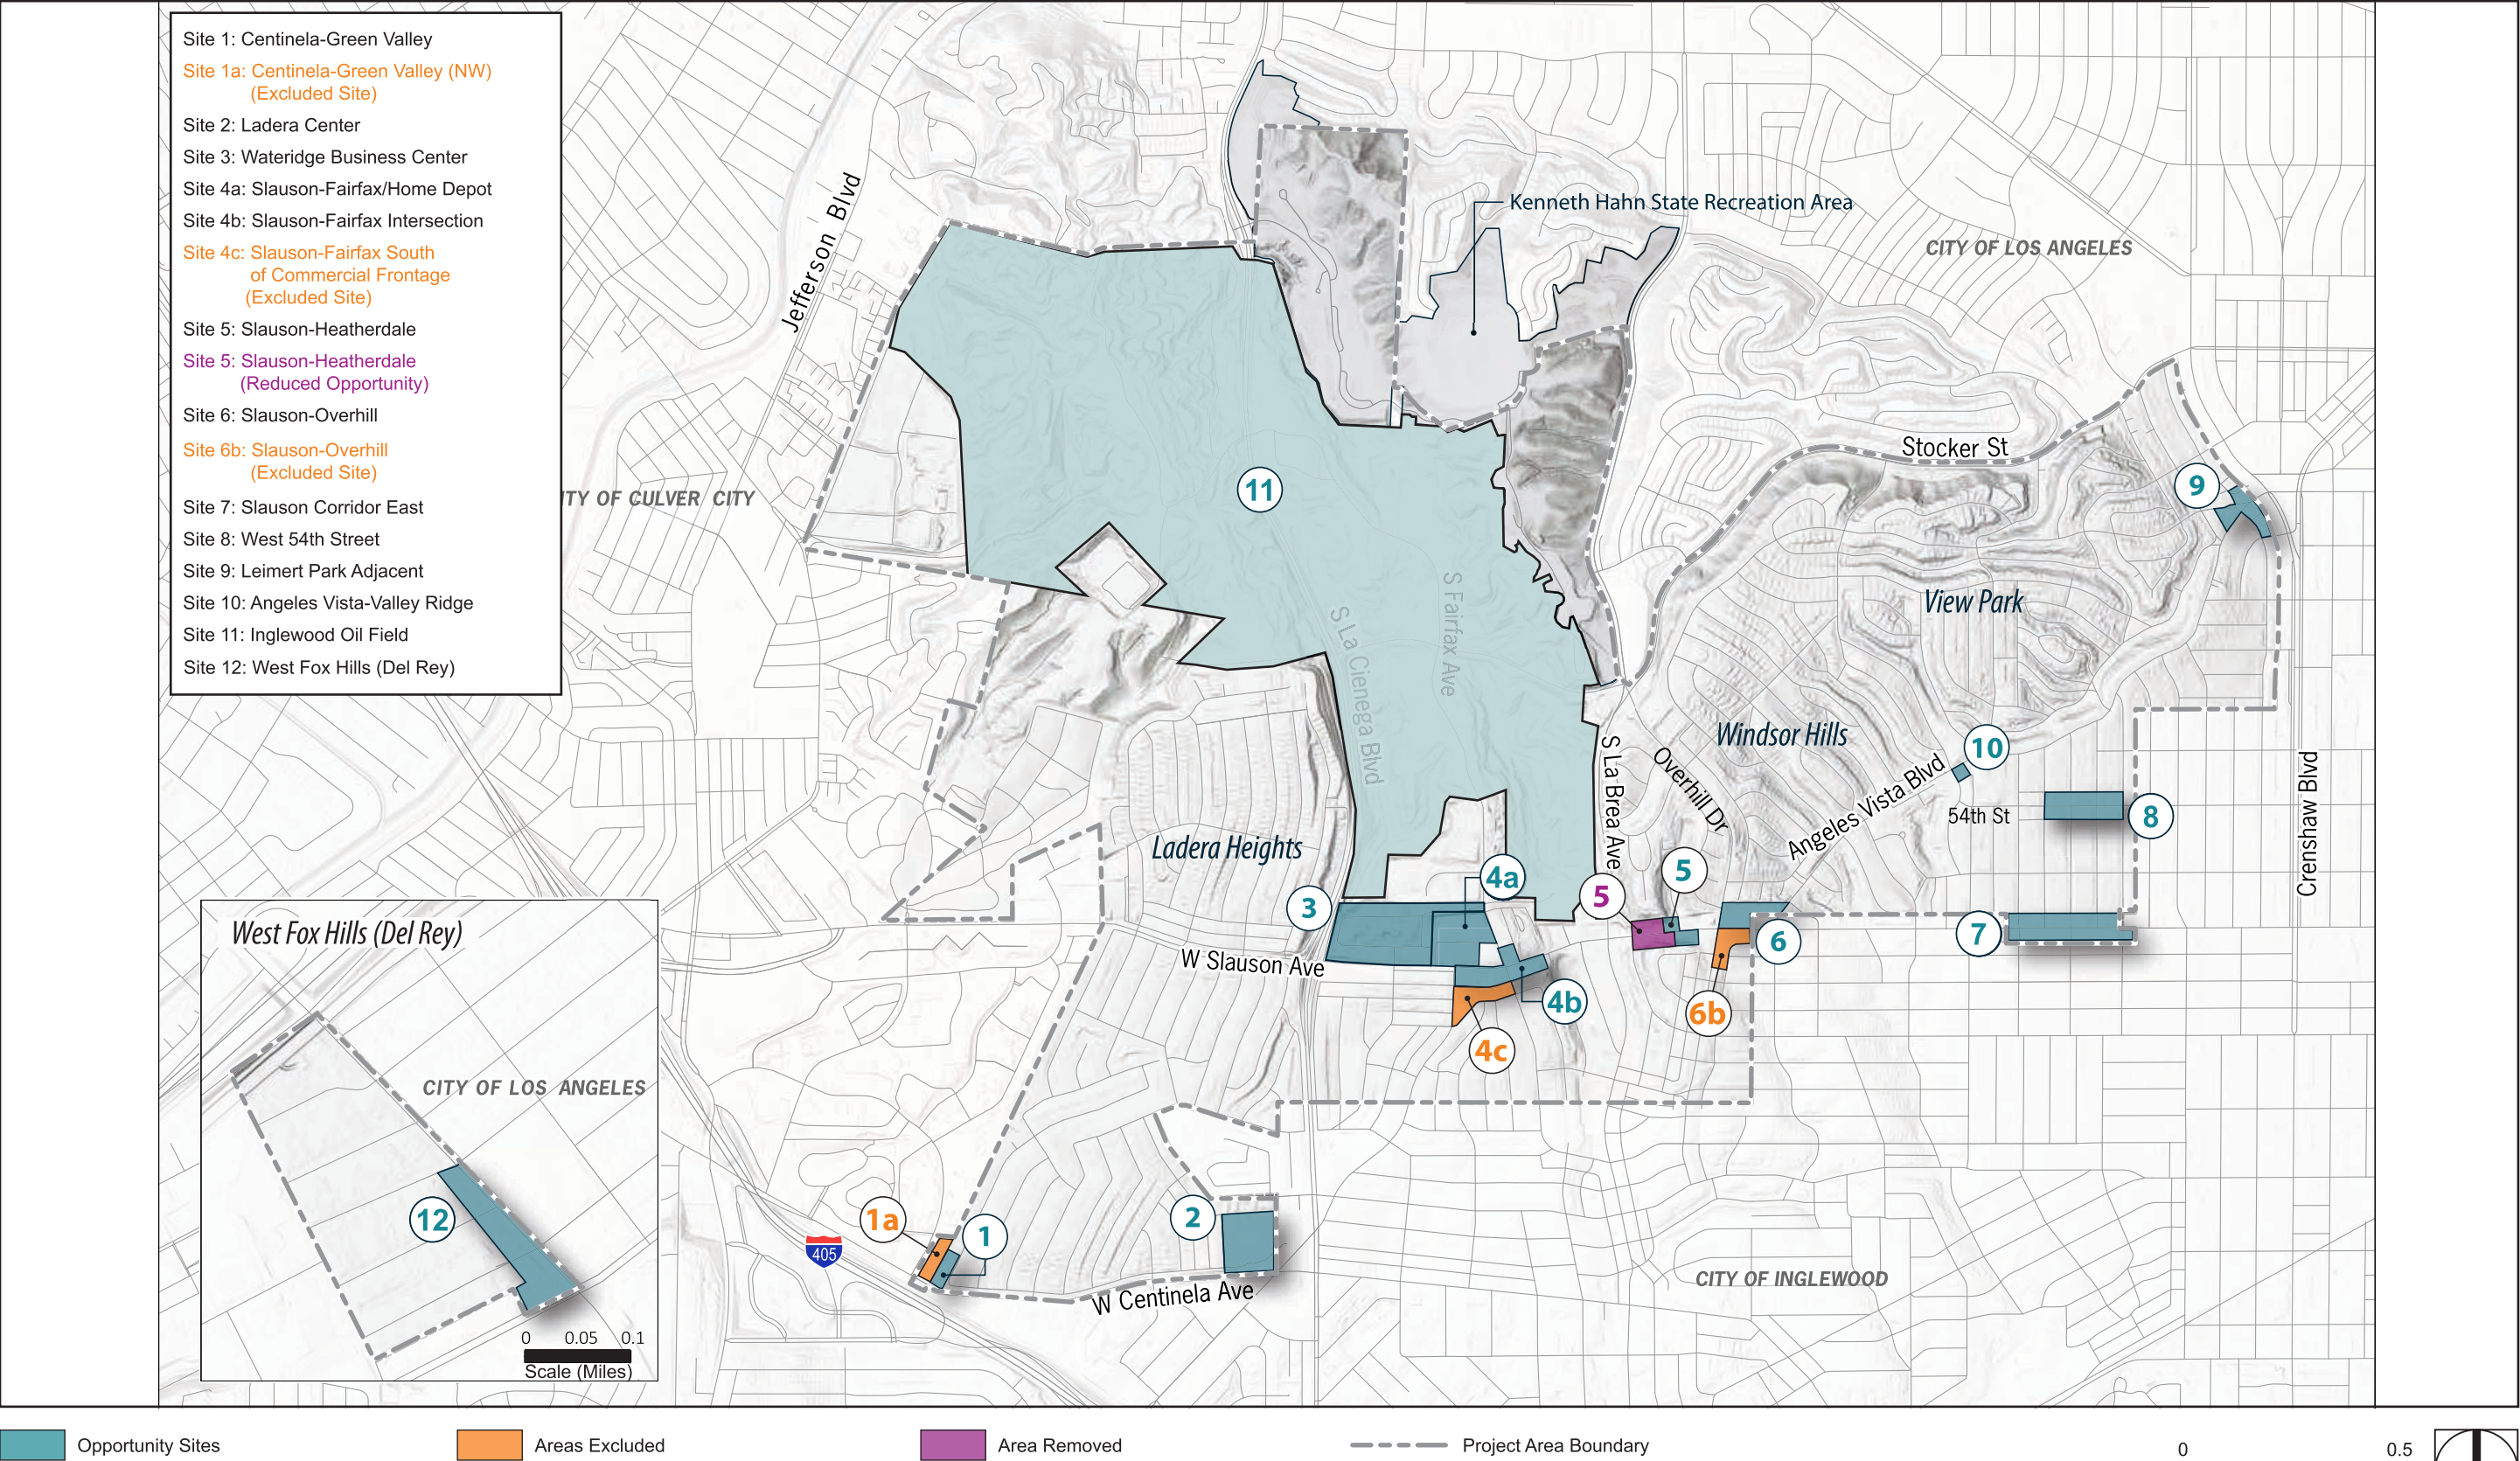 Site 1: Centinela-Green Valley
Site 1a: Centinela-Green Valley (NW)
(Excluded Site)
Site 2: Ladera Center
Site 3: Wateridge Business Center
Site 4a: Slauson-Fairfax/Home Depot
Site 4b: Slauson-Fairfax Intersection
Site 4c: Slauson-Fairfax South
of Commercial Frontage
(Excluded Site)
Site 5: Slauson-Heatherdale
Site 5: Slauson-Heatherdale
(Reduced Opportunity)
Site 6: Slauson-Overhill
Site 6b: Slauson-Overhill
(Excluded Site)
Site 7: Slauson Corridor East
Site 8: West 54th Street
Site 9: Leimert Park Adjacent
Site 10: Angeles Vista-Valley Ridge
Site 11: Inglewood Oil Field
Site 12: West Fox Hills (Del Rey)
Jefferson Blvd
Kenneth Hahn State Recreation Area
CITY OF LOS ANGELES
Stocker St
ITY OF CULVER CITY
11
9
View Park
S La Cienega Blvd
S Fairfax Ave
Windsor Hills
S La Brea Ave
Overhill Dr
10
Angeles Vista Blvd
54th St
8
Crenshaw Blvd
Ladera Heights
4a
5
5
3
W Slauson Ave
6
7
4b
6b
4c
West Fox Hills (Del Rey)
CITY OF LOS ANGELES
12
0 0.05 0.1
Scale (Miles)
1a
1
2
405
W Centinela Ave
CITY OF INGLEWOOD
Opportunity Sites
Areas Excluded
Area Removed
Project Area Boundary
0 0.5